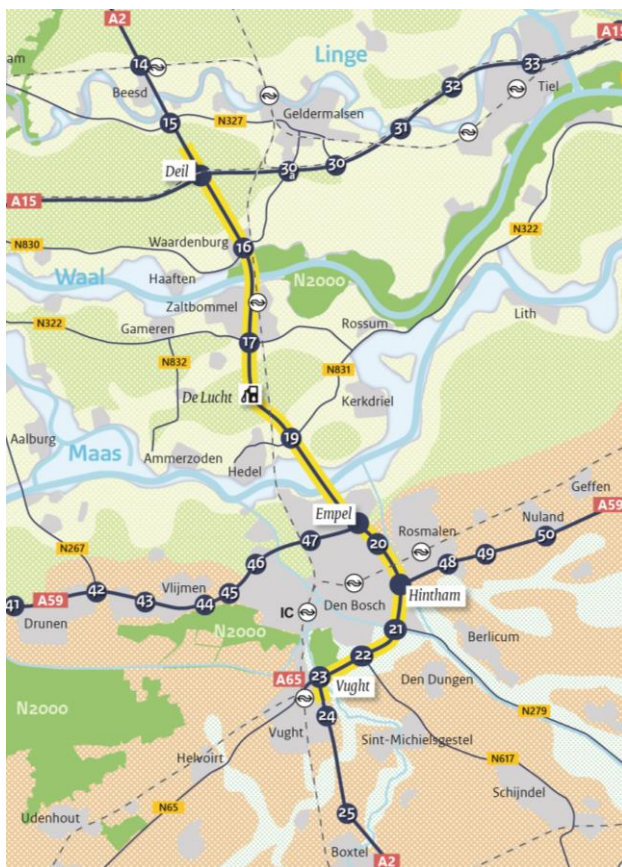 A2
A15
Linge
33
14
32
Tiel
Beesd
Geldermalsen
15
N327
31
30
30
a
Deil
A15
N322
Waardenburg
N830
16
Waal
Haaften
N2000
Zaltbommel
Lith
N322
Gameren
17
Rossum
N832
N831
De Lucht
Kerkdriel
Aalburg
19
Maas
Ammerzoden
Hedel
Geffen
Empel
A59
Nuland
47
20
Rosmalen
50
N267
49
46
48
Vlijmen
45
42
Hintham
41
A59
43
44
Den Bosch
Drunen
IC
21
N2000
Berlicum
22
A65
23
Vught
Den Dungen
N2000
24
N279
Vught
Sint-Michielsgestel
Helvoirt
N617
Schijndel
N65
25
Udenhout
Boxtel
A2